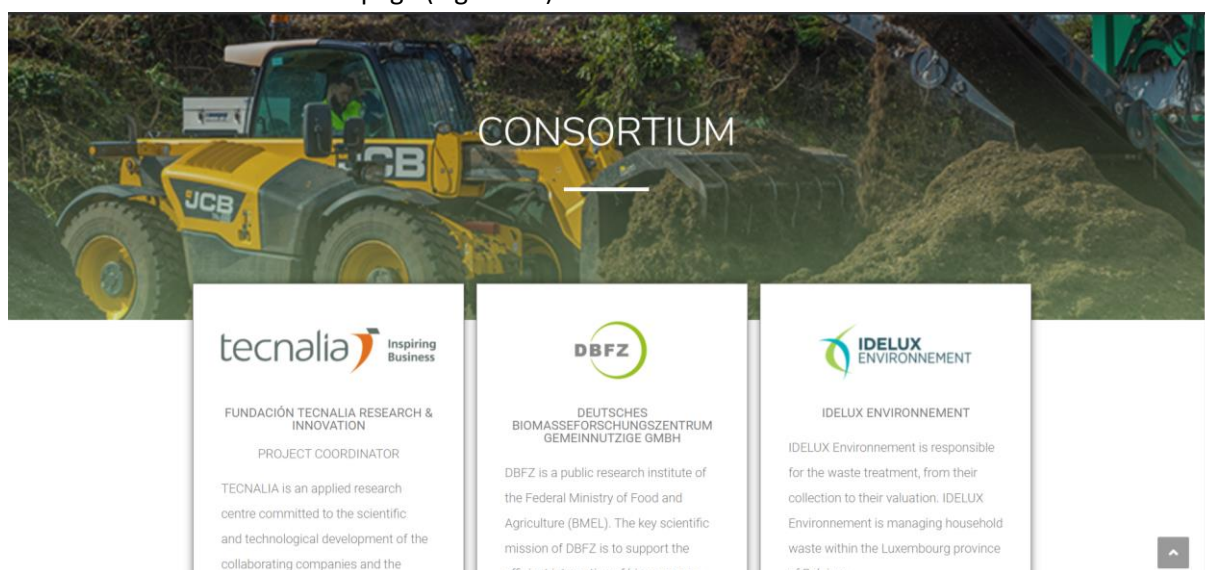 CONSORTIUM
JCB
JCB
tecnalia Inspiring
Business
FUNDACIÓN TECNALIA RESEARCH &
INNOVATION
PROJECT COORDINATOR
TECNALIA is an applied research
centre committed to the scientific
and technological development of the
collaborating companies and the
DBFZ
DEUTSCHES
BIOMASSEFORSCHUNGSZENTRUM
GEMEINNUTZIGE GMBH
DBFZ is a public research institute of
the Federal Ministry of Food and
Agriculture (BMEL). The key scientific
mission of DBFZ is to support the
IDELUX
ENVIRONNEMENT
IDELUX ENVIRONNEMENT
IDELUX Environnement is responsible
for the waste treatment, from their
collection to their valuation. IDELUX
Environnement is managing household
waste within the Luxembourg province